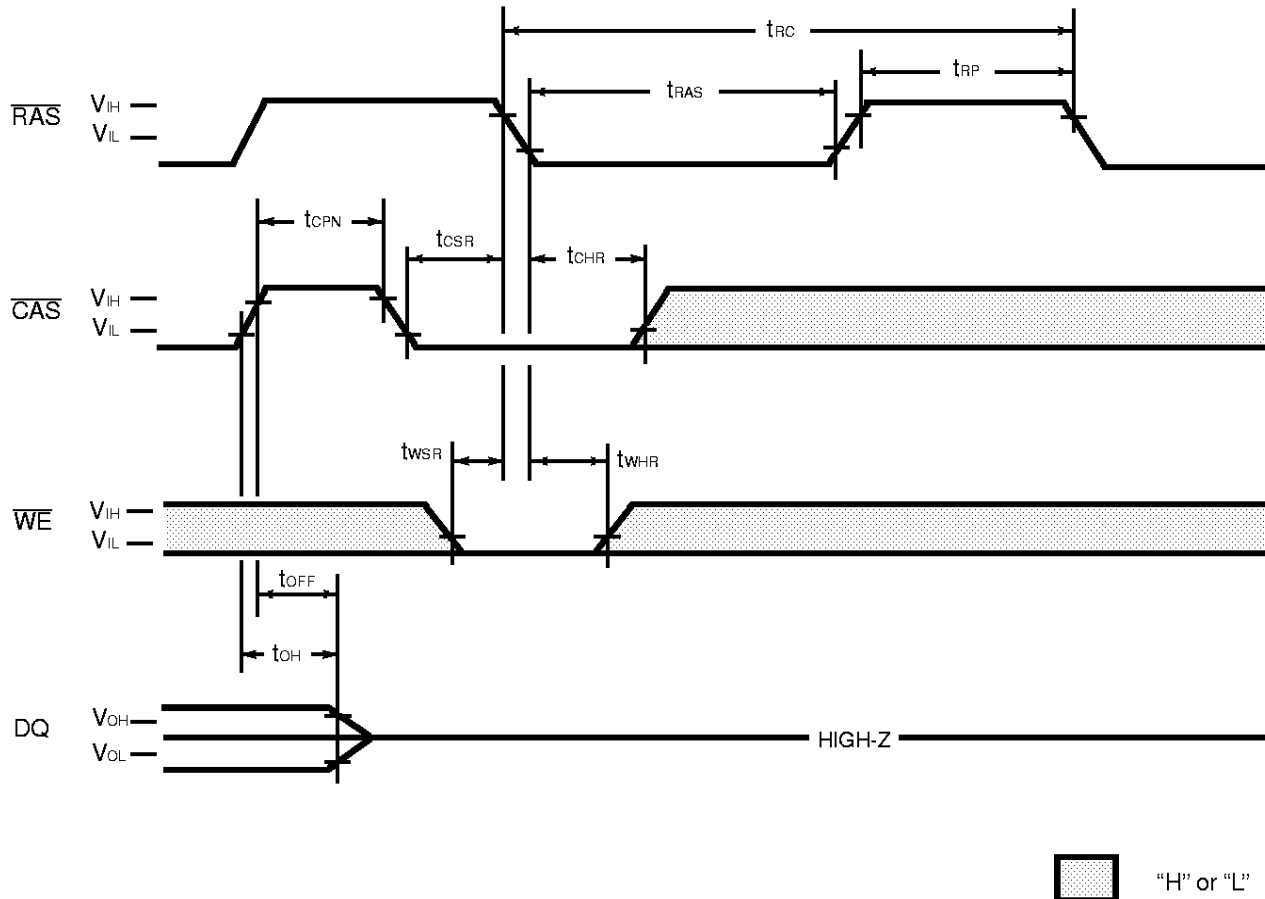 tRC
tRP
tRAS
RAS
VIH
VIL
tCPN
tCSR
tCHR
CAS
VIH
VIL
tWSR
tWHR
WE
VIH
VIL
tOFF
tOH
DQ
VOH
VOL
HIGH-Z
“H” or “L”